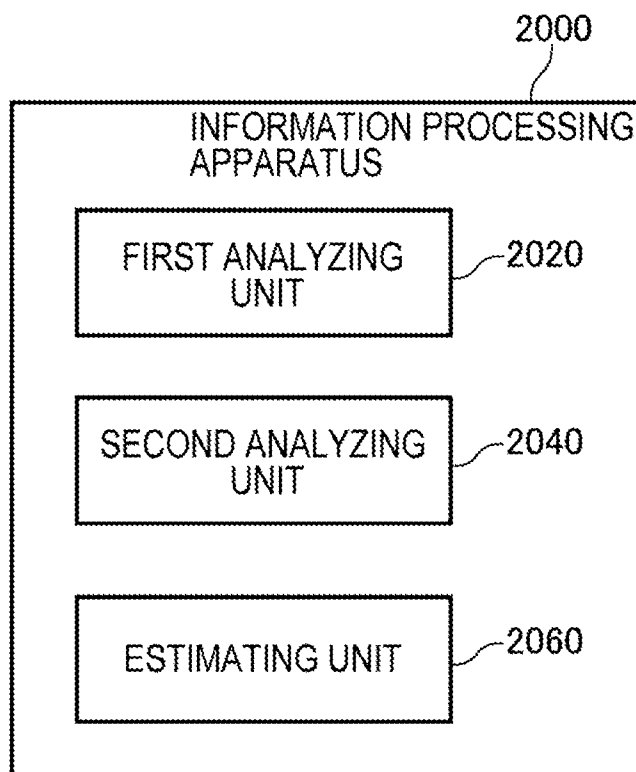 2000
INFORMATION PROCESSING
APPARATUS
FIRST ANALYZING
UNIT
2020
SECOND ANALYZING
UNIT
2040
ESTIMATING UNIT
2060